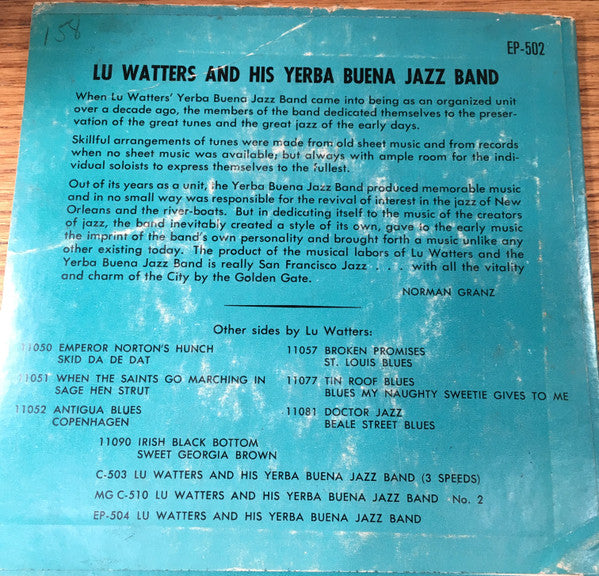 158
EP-502
LU WATTERS AND HIS YERBA BUENA JAZZ BAND
When Lu Watters' Yerba Buena Jazz Band came into being as an organized unit
over a decade ago, the members of the band dedicated themselves to the preser-
vation of the great tunes and the great jazz of the early days.
Skillful arrangements of tunes were made from old sheet music and from records
when no sheet music was available, but always with ample room for the indi-
vidual soloists to express themselves to the fullest.
Out of its years as a unit, the Yerba Buena Jazz Band produced memorable music
and in no small way was responsible for the revival of interest in the jazz of New
Orleans and the river-boats. But in dedicating itself to the music of the creators
of jazz, the band inevitably created a style of its own, gave to the early music
the imprint of the band's own personality and brought forth a music unlike any
other existing today. The product of the musical labors of Lu Watters and the
Yerba Buena Jazz Band is really San Francisco Jazz . . . . with all the vitality
and charm of the City by the Golden Gate.
NORMAN GRANZ
Other sides by Lu Watters:
11050 EMPEROR NORTON'S HUNCH
SKID DA DE DAT
11051 WHEN THE SAINTS GO MARCHING IN
SAGE HEN STRUT
11052 ANTIGUA BLUES
COPENHAGEN
11057 BROKEN PROMISES
ST. LOUIS BLUES
11077 TIN ROOF BLUES
BLUES MY NAUGHTY SWEETIE GIVES TO ME
11081 DOCTOR JAZZ
BEALE STREET BLUES
11090 IRISH BLACK BOTTOM
SWEET GEORGIA BROWN
C-503 LU WATTERS AND HIS YERBA BUENA JAZZ BAND (3 SPEEDS)
MG C-510 LU WATTERS AND HIS YERBA BUENA JAZZ BAND No. 2
EP-504 LU WATTERS AND HIS YERBA BUENA JAZZ BAND